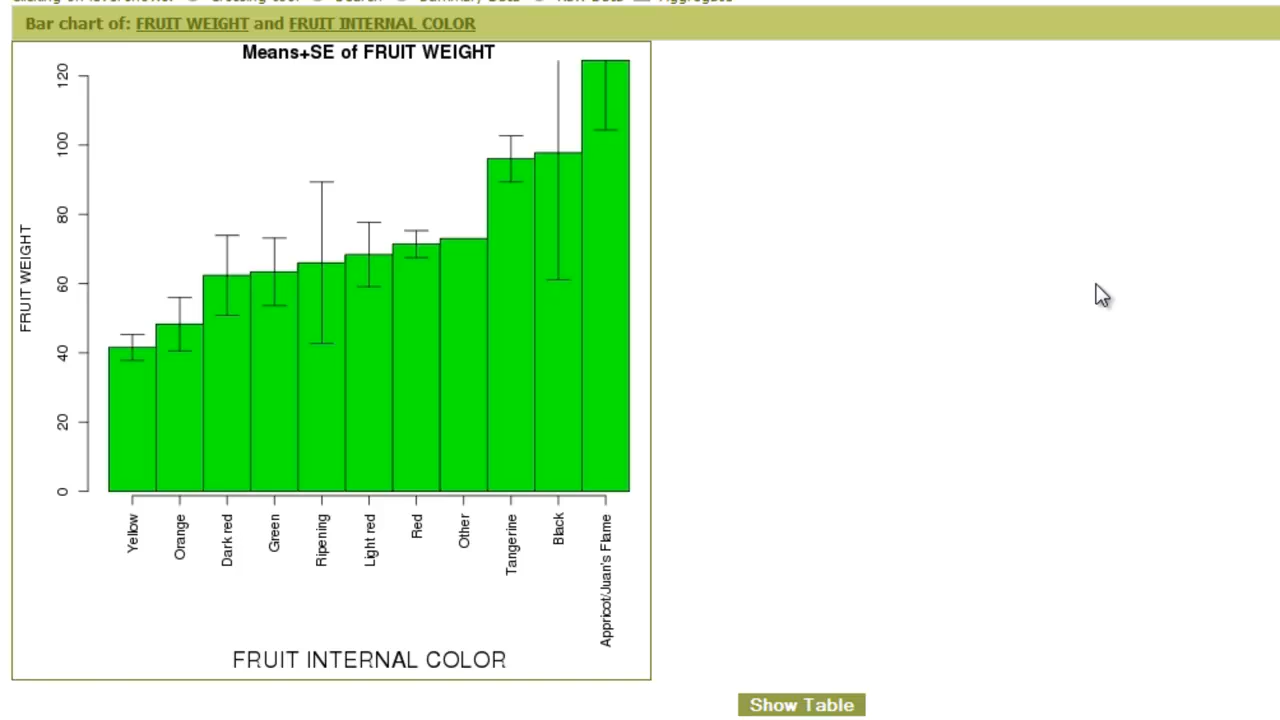 Bar chart of: FRUIT WEIGHT and FRUIT INTERNAL COLOR
Means+SE of FRUIT WEIGHT
120
100
80
60
40
20
0
FRUIT WEIGHT
Yellow
Orange
Dark red
Green
Ripening
Light red
Red
Other
Tangerine
Black
Appricot/Juan's Flame
FRUIT INTERNAL COLOR
Show Table